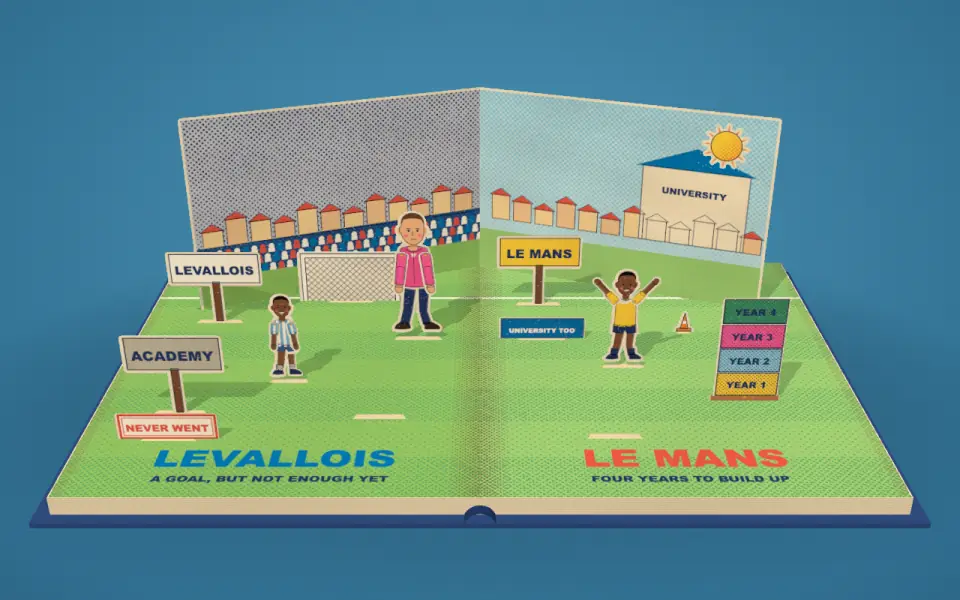 LEVALLOIS
ACADEMY
NEVER WENT
LEVALLOIS
A GOAL, BUT NOT ENOUGH YET
UNIVERSITY
LE MANS
UNIVERSITY TOO
YEAR 4
YEAR 3
YEAR 2
YEAR 1
LE MANS
FOUR YEARS TO BUILD UP